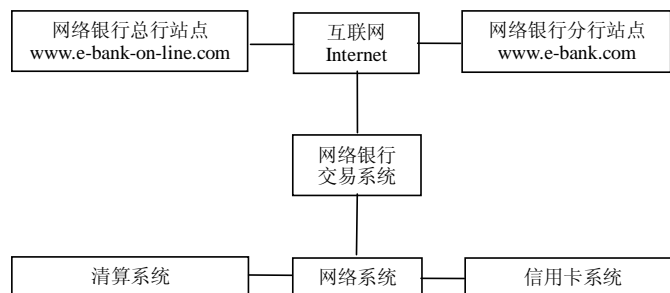 网络银行总行站点
www.e-bank-on-line.com
互联网
Internet
网络银行分行站点
www.e-bank.com
网络银行
交易系统
清算系统
网络系统
信用卡系统